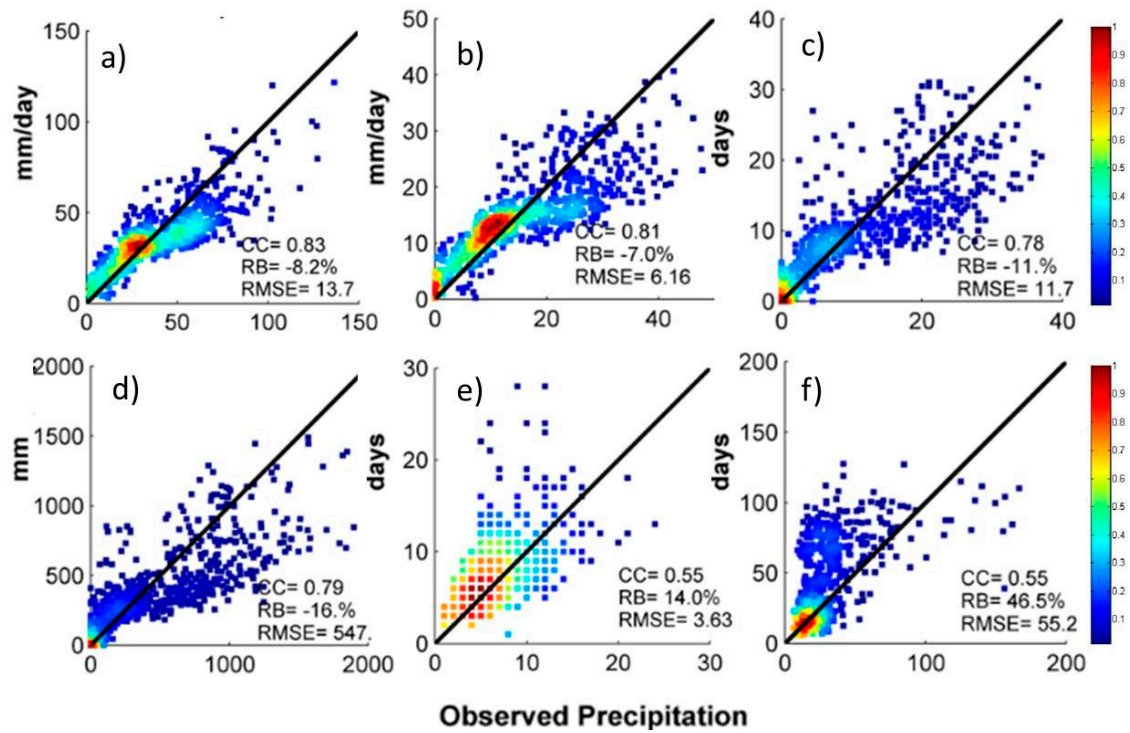 150
100
50
0
mm/day
a)
CC= 0.83
RB= -8.2%
RMSE= 13.7
0 50 100 150
50
40
30
20
10
0
mm/day
b)
CC= 0.81
RB= -7.0%
RMSE= 6.16
0 20 40
40
30
20
10
0
days
c)
CC= 0.78
RB= -11.%
RMSE= 11.7
0 20 40
1
0.9
0.8
0.7
0.6
0.5
0.4
0.3
0.2
0.1
2000
1500
1000
500
0
mm
d)
CC= 0.79
RB= -16.%
RMSE= 547.
0 1000 2000
30
20
10
0
days
e)
CC= 0.55
RB= 14.0%
RMSE= 3.63
0 10 20 30
200
150
100
50
0
days
f)
CC= 0.55
RB= 46.5%
RMSE= 55.2
0 100 200
1
0.9
0.8
0.7
0.6
0.5
0.4
0.3
0.2
0.1
Observed Precipitation